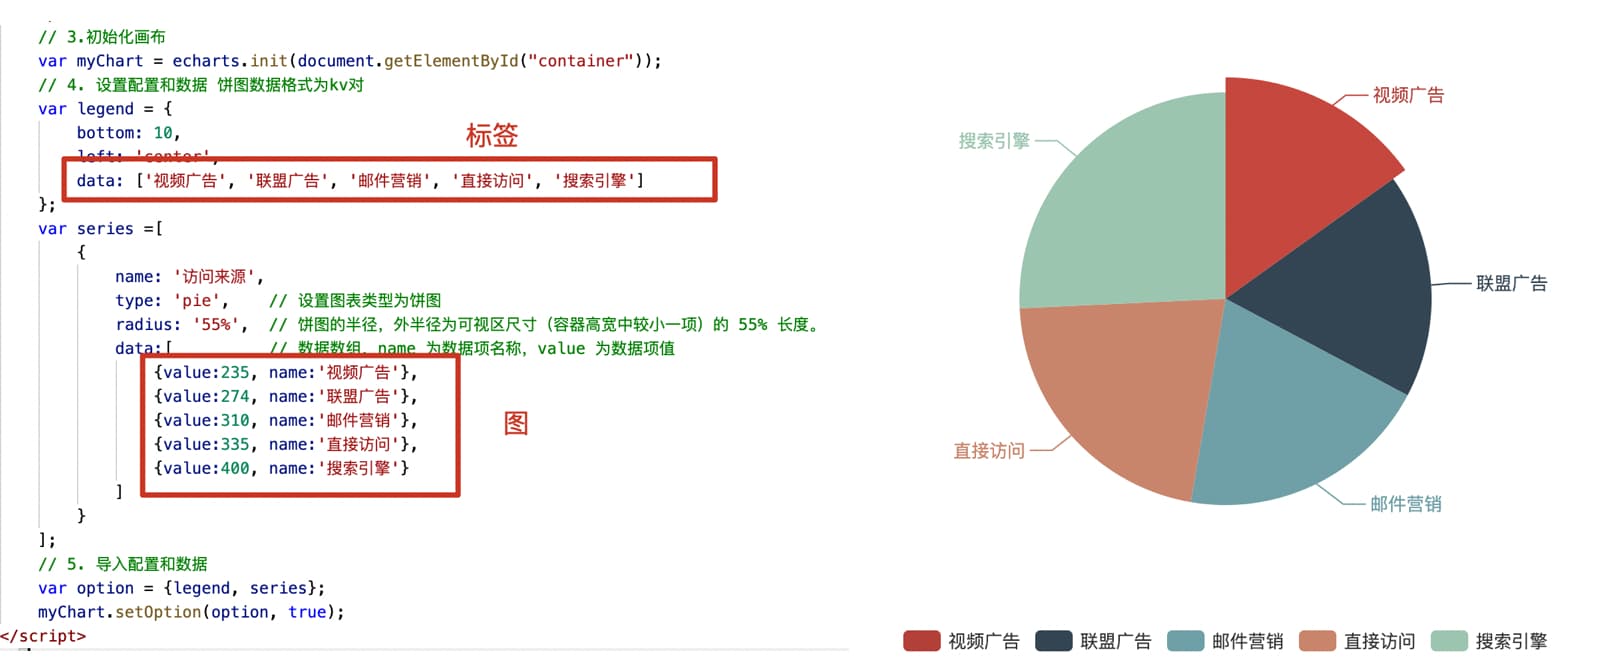 // 3.初始化画布
var myChart = echarts.init(document.getElementById("container"));
// 4. 设置配置和数据 饼图数据格式为kv对
var legend = {
bottom: 10,
标签
left: 'center',
data: ['视频广告', '联盟广告', '邮件营销', '直接访问', '搜索引擎']
};
var series =[
{
name: '访问来源',
type: 'pie', // 设置图表类型为饼图
radius: '55%', // 饼图的半径，外半径为可视区尺寸（容器高宽中较小一项）的 55% 长度。
data:[ // 数据数组，name 为数据项名称，value 为数据项值
{value:235, name:'视频广告'},
{value:274, name:'联盟广告'},
{value:310, name:'邮件营销'},
图
{value:335, name:'直接访问'},
{value:400, name:'搜索引擎'}
]
}
];
// 5. 导入配置和数据
var option = {legend, series};
myChart.setOption(option, true);
</script>
视频广告
搜索引擎
联盟广告
直接访问
邮件营销
视频广告 联盟广告 邮件营销 直接访问 搜索引擎